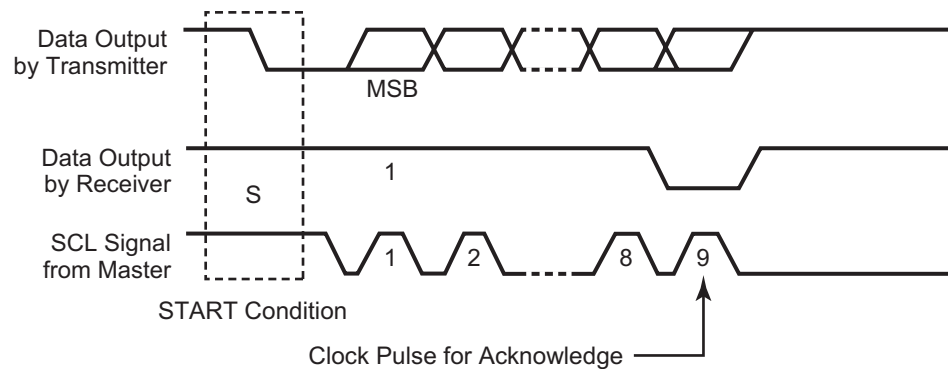 Data Output
by Transmitter
MSB
Data Output
by Receiver
1
S
SCL Signal
from Master
1
2
8
9
START Condition
Clock Pulse for Acknowledge